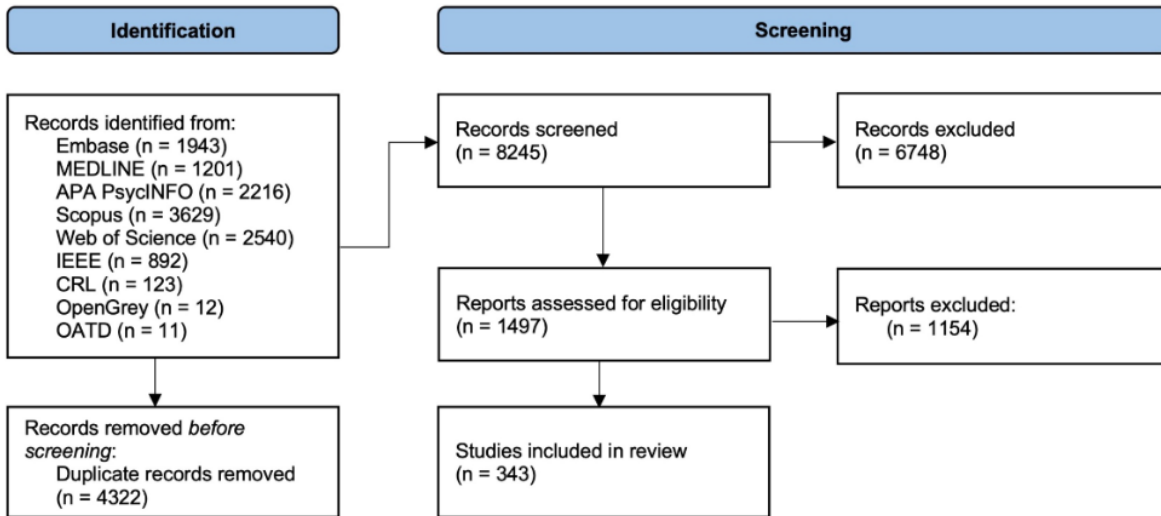 Identification
Records identified from:
Embase (n = 1943)
MEDLINE (n = 1201)
APA PsycINFO (n = 2216)
Scopus (n = 3629)
Web of Science (n = 2540)
IEEE (n = 892)
CRL (n = 123)
OpenGrey (n = 12)
OATD (n = 11)
Records removed before
screening:
Duplicate records removed
(n = 4322)
Screening
Records screened
(n = 8245)
Records excluded
(n = 6748)
Reports assessed for eligibility
(n = 1497)
Reports excluded:
(n = 1154)
Studies included in review
(n = 343)